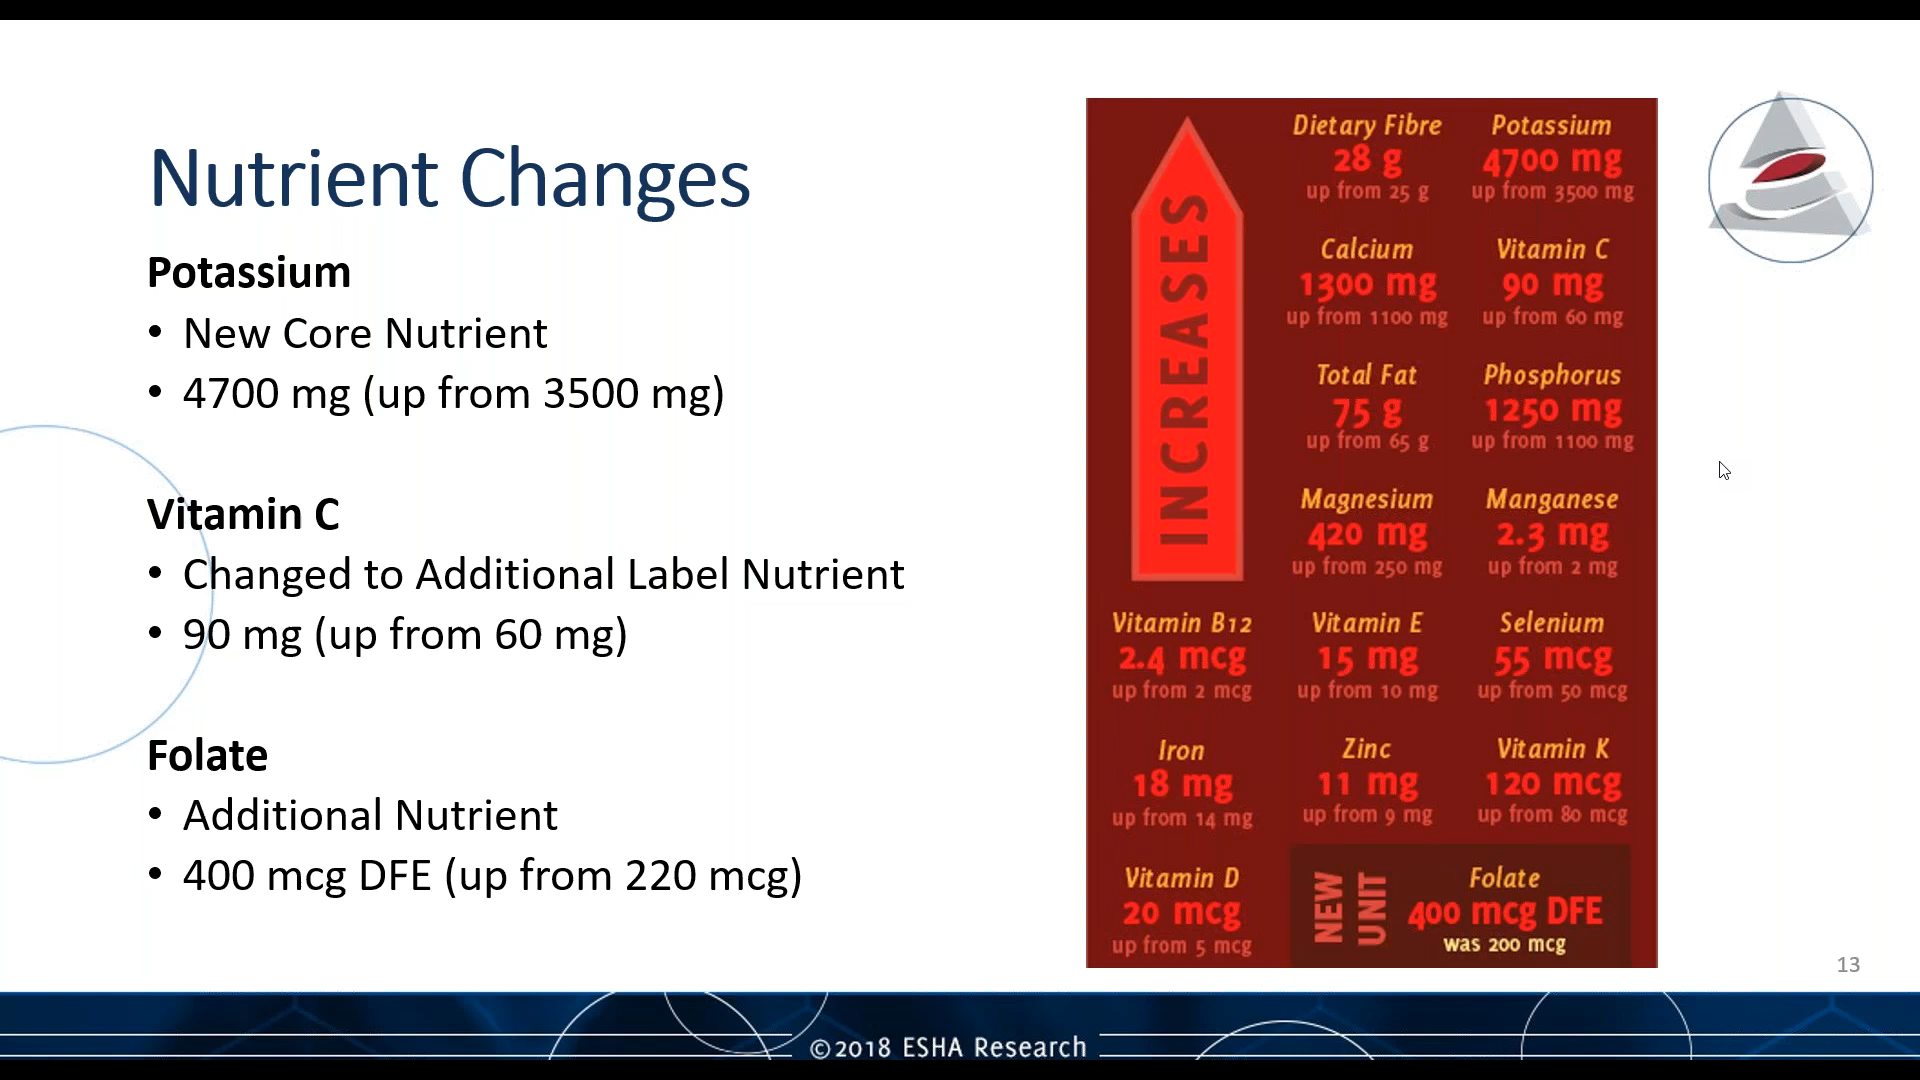 Nutrient Changes
Potassium
• New Core Nutrient
• 4700 mg (up from 3500 mg)
Vitamin C
• Changed to Additional Label Nutrient
• 90 mg (up from 60 mg)
Folate
• Additional Nutrient
• 400 mcg DFE (up from 220 mcg)
INCREASES
Dietary Fibre
28 g
up from 25 g
Potassium
4700 mg
up from 3500 mg
Calcium
1300 mg
up from 1100 mg
Vitamin C
90 mg
up from 60 mg
Total Fat
75 g
up from 65 g
Phosphorus
1250 mg
up from 1100 mg
Magnesium
420 mg
up from 250 mg
Manganese
2.3 mg
up from 2 mg
Vitamin B12
2.4 mcg
up from 2 mcg
Vitamin E
15 mg
up from 10 mg
Selenium
55 mcg
up from 50 mcg
Iron
18 mg
up from 14 mg
Zinc
11 mg
up from 9 mg
Vitamin K
120 mcg
up from 80 mcg
Vitamin D
20 mcg
up from 5 mcg
NEW
UNIT
Folate
400 mcg DFE
was 200 mcg
13
©2018 ESHA Research